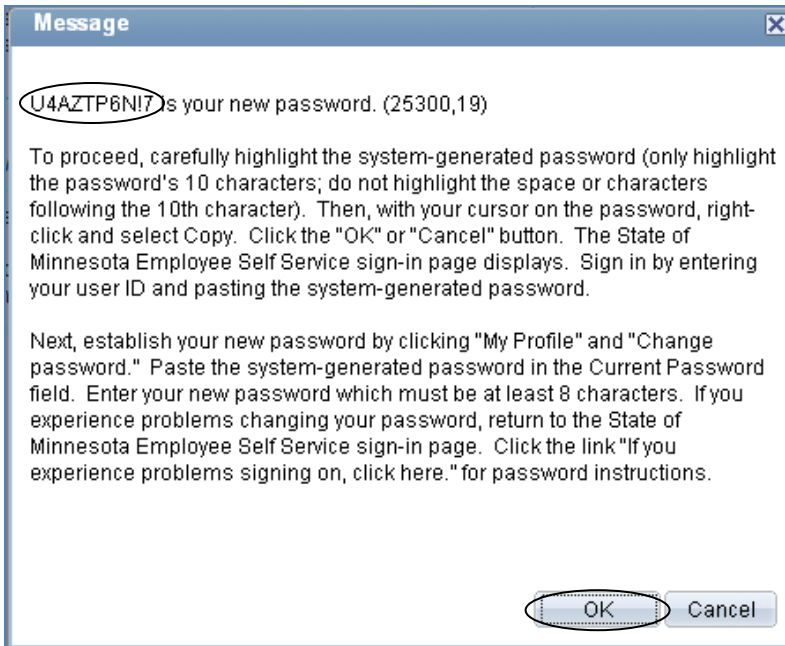 Message
U4AZTP6N!7 is your new password. (25300,19)
To proceed, carefully highlight the system-generated password (only highlight
the password's 10 characters; do not highlight the space or characters
following the 10th character). Then, with your cursor on the password, right-
click and select Copy. Click the "OK" or "Cancel" button. The State of
Minnesota Employee Self Service sign-in page displays. Sign in by entering
your user ID and pasting the system-generated password.
Next, establish your new password by clicking "My Profile" and "Change
password." Paste the system-generated password in the Current Password
field. Enter your new password which must be at least 8 characters. If you
experience problems changing your password, return to the State of
Minnesota Employee Self Service sign-in page. Click the link "If you
experience problems signing on, click here." for password instructions.
OK Cancel